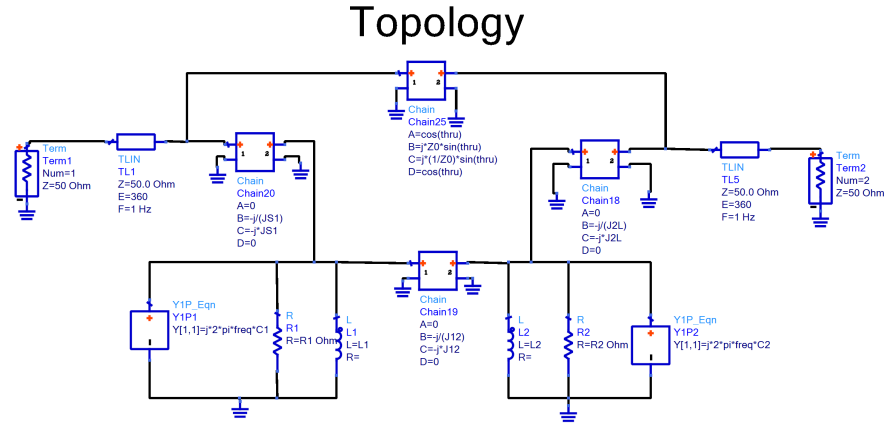 Topology
1 2
Chain
Chain25
A=cos(thru)
B=j*Z0*sin(thru)
C=j*(1/Z0)*sin(thru)
D=cos(thru)
Term
Term1
Num=1
Z=50 Ohm
TLIN
TL1
Z=50.0 Ohm
E=360
F=1 Hz
1 2
Chain
Chain20
A=0
B=-j/(JS1)
C=-j*JS1
D=0
1 2
Chain
Chain18
A=0
B=-j/(J2L)
C=-j*J2L
D=0
TLIN
TL5
Z=50.0 Ohm
E=360
F=1 Hz
Term
Term2
Num=2
Z=50 Ohm
Y1P_Eqn
Y1P1
Y[1,1]=j*2*pi*freq*C1
R
R1
R=R1 Ohm
L
L1
L=L1
R=
1 2
Chain
Chain19
A=0
B=-j/(J12)
C=-j*J12
D=0
L
L2
L=L2
R=
R
R2
R=R2 Ohm
Y1P_Eqn
Y1P2
Y[1,1]=j*2*pi*freq*C2